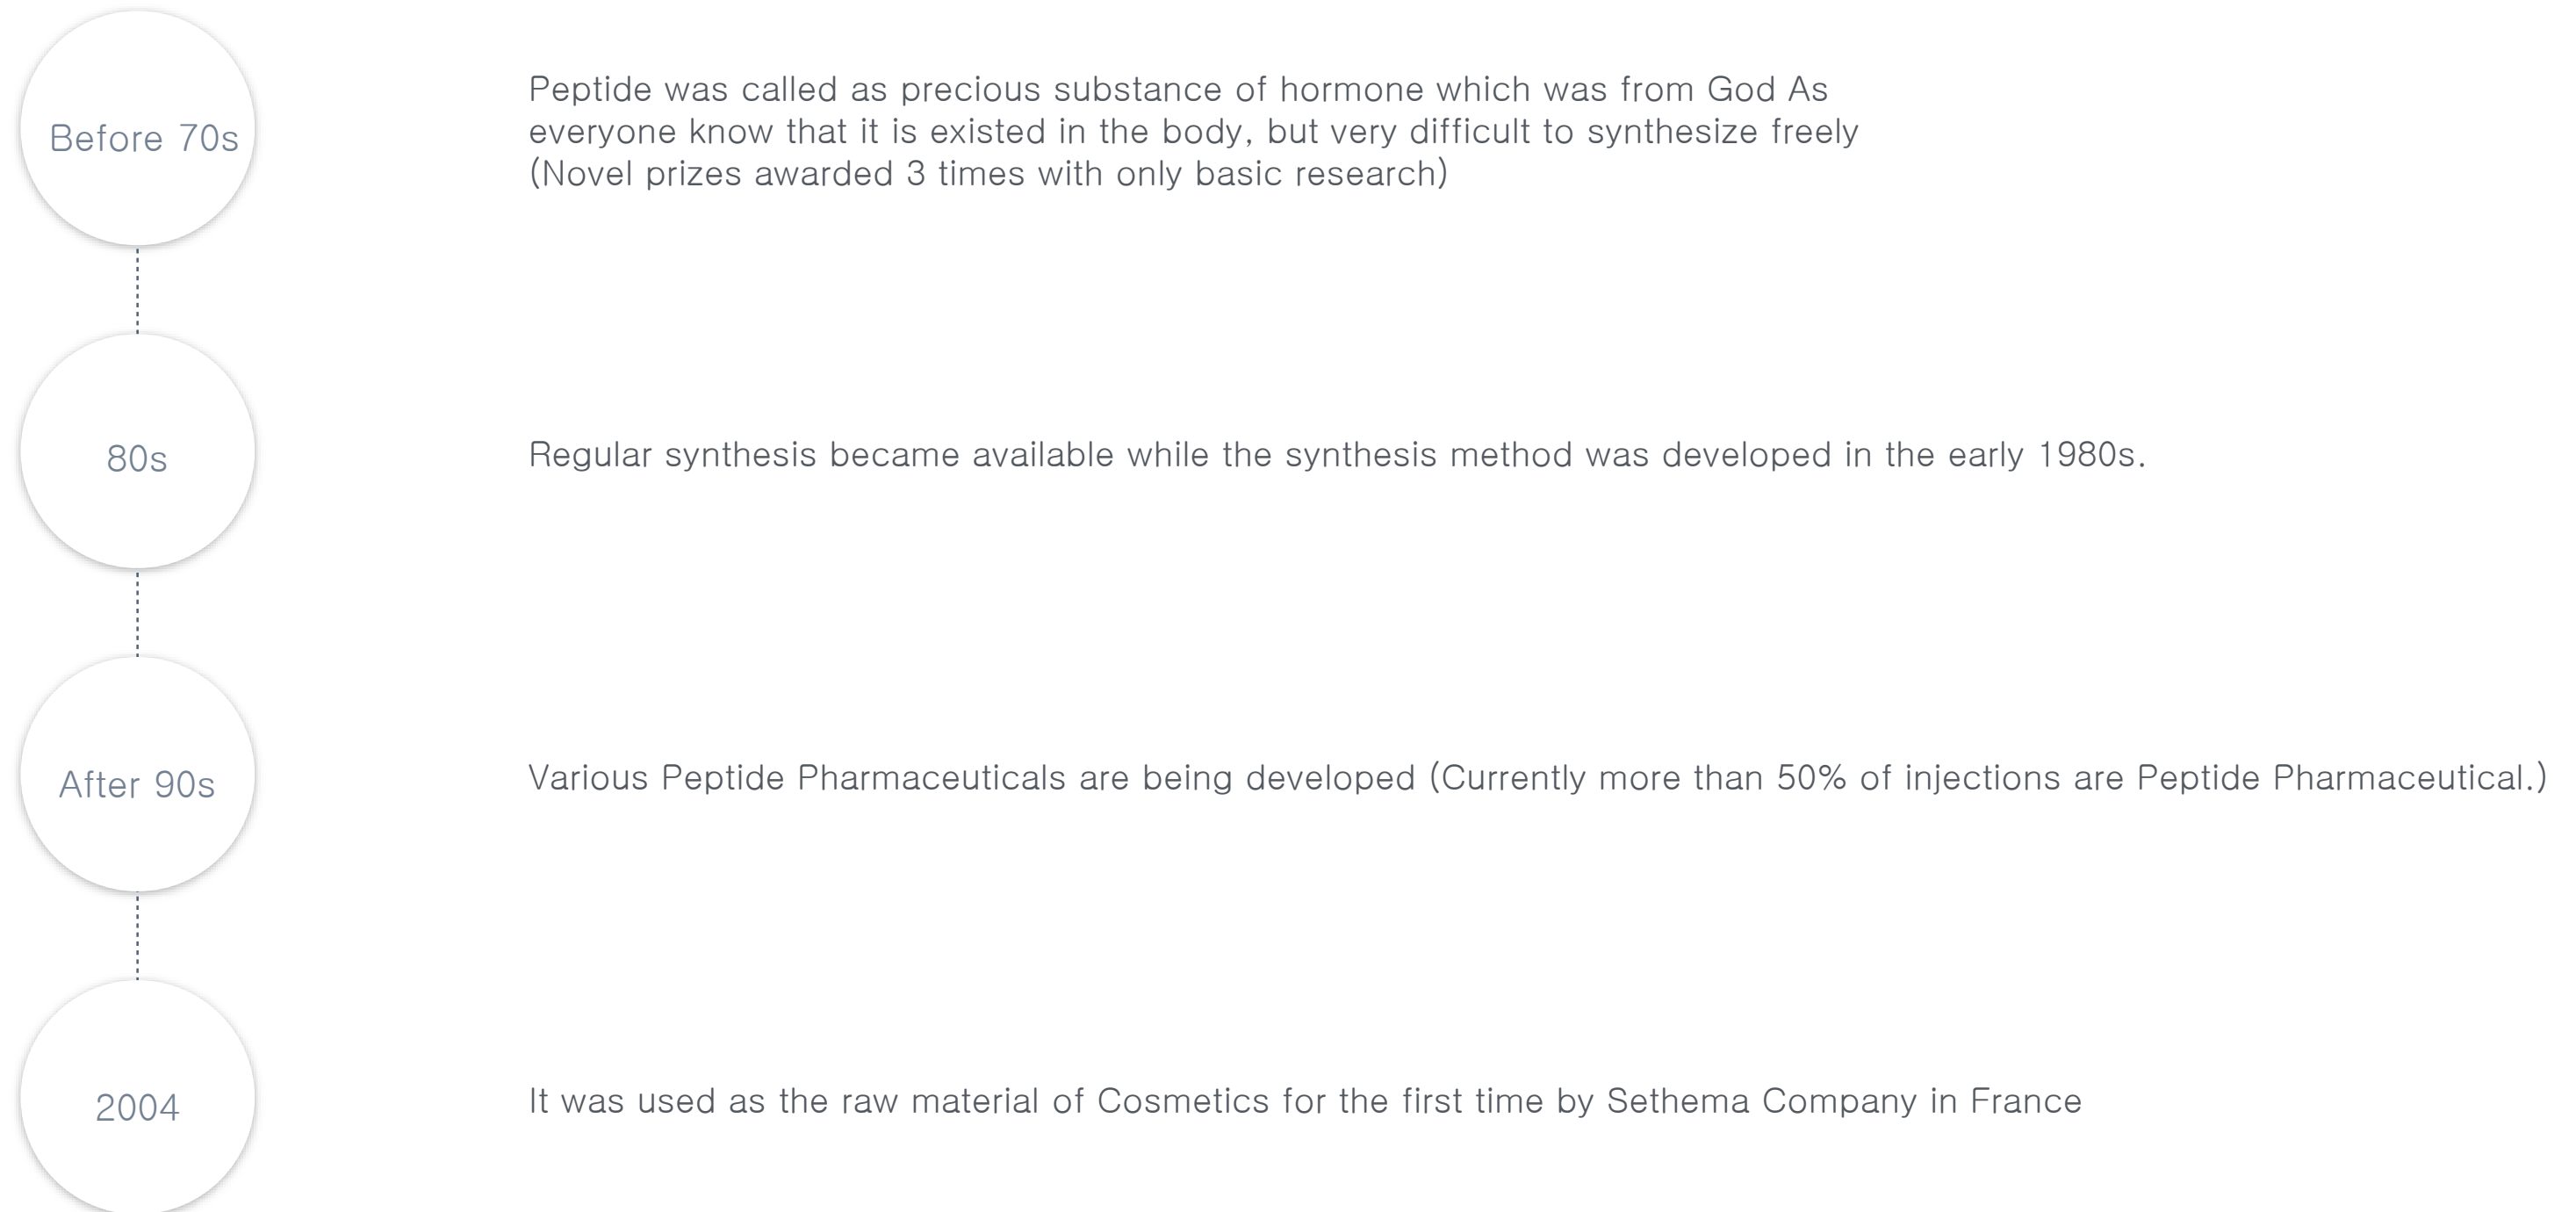 Before 70s
Peptide was called as precious substance of hormone which was from God As
everyone know that it is existed in the body, but very difficult to synthesize freely
(Novel prizes awarded 3 times with only basic research)
80s
Regular synthesis became available while the synthesis method was developed in the early 1980s.
After 90s
Various Peptide Pharmaceuticals are being developed (Currently more than 50% of injections are Peptide Pharmaceutical.)
2004
It was used as the raw material of Cosmetics for the first time by Sethema Company in France